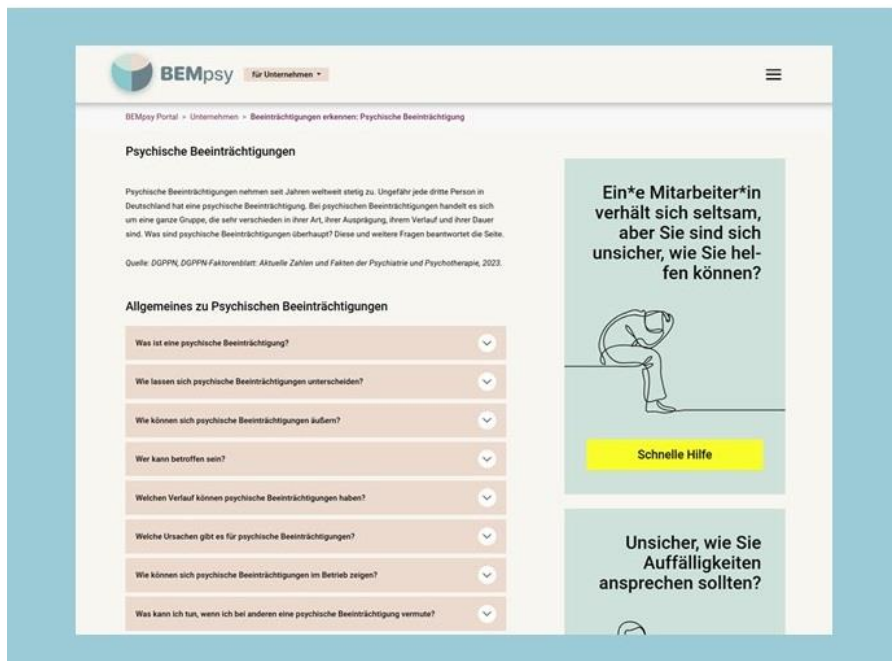 BEMpsy
für Unternehmen
BEMpsy Portal > Unternehmen > Beeinträchtigungen erkennen: Psychische Beeinträchtigung
Psychische Beeinträchtigungen
Psychische Beeinträchtigungen nehmen seit Jahren weltweit stetig zu. Ungefähr jede dritte Person in
Deutschland hat eine psychische Beeinträchtigung. Bei psychischen Beeinträchtigungen handelt es sich
um eine ganze Gruppe, die sehr verschieden in ihrer Art, ihrer Ausprägung, ihrem Verlauf und ihrer Dauer
sind. Was sind psychische Beeinträchtigungen überhaupt? Diese und weitere Fragen beantwortet die Seite.
Quelle: DGPPN, DGPPN-Faktorenblatt: Aktuelle Zahlen und Fakten der Psychiatrie und Psychotherapie, 2023.
Allgemeines zu Psychischen Beeinträchtigungen
Was ist eine psychische Beeinträchtigung?
Wie lassen sich psychische Beeinträchtigungen unterscheiden?
Wie können sich psychische Beeinträchtigungen äußern?
Wer kann betroffen sein?
Welchen Verlauf können psychische Beeinträchtigungen haben?
Welche Ursachen gibt es für psychische Beeinträchtigungen?
Wie können sich psychische Beeinträchtigungen im Betrieb zeigen?
Was kann ich tun, wenn ich bei anderen eine psychische Beeinträchtigung vermute?
Ein*e Mitarbeiter*in
verhält sich seltsam,
aber Sie sind sich
unsicher, wie Sie hel-
fen können?
Schnelle Hilfe
Unsicher, wie Sie
Auffälligkeiten
ansprechen sollten?